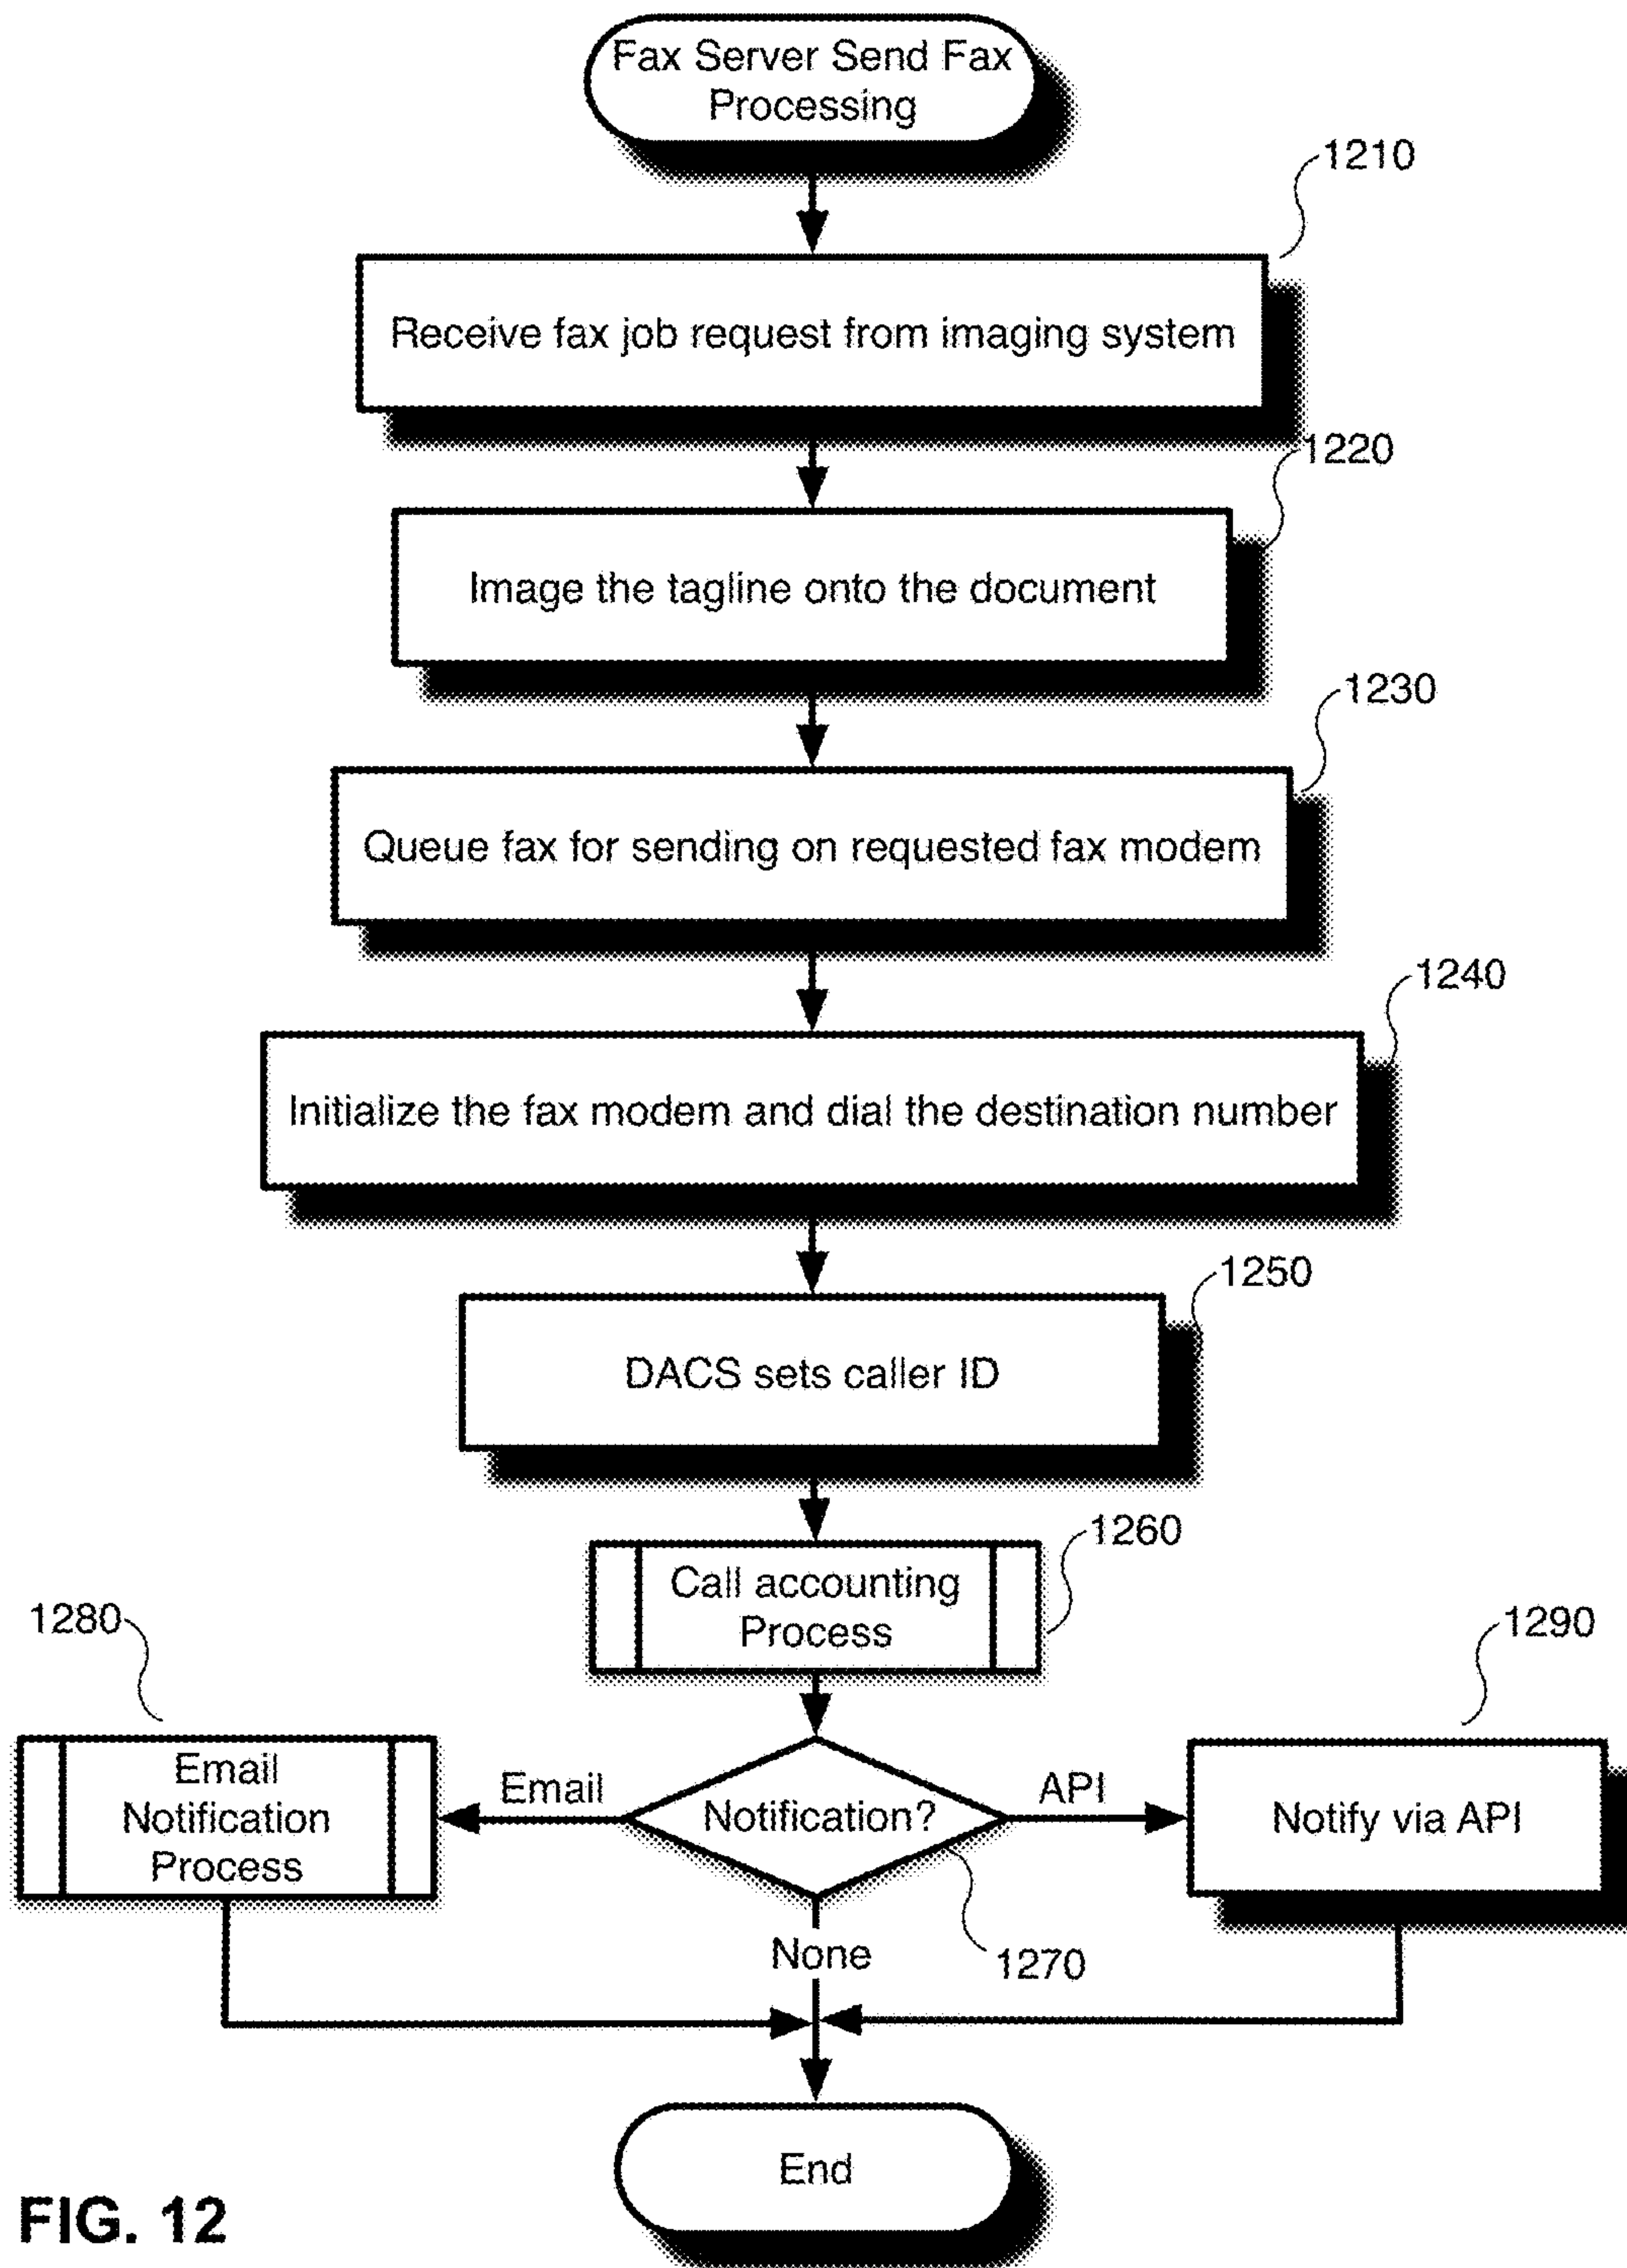 Fax Server Send Fax
Processing
1210
Receive fax job request from imaging system
1220
Image the tagline onto the document
1230
Queue fax for sending on requested fax modem
1240
Initialize the fax modem and dial the destination number
1250
DACS sets caller ID
1260
Call accounting
Process
1280
1290
Email
Notification
Process
Email
Notification?
API
Notify via API
None
1270
End
FIG. 12